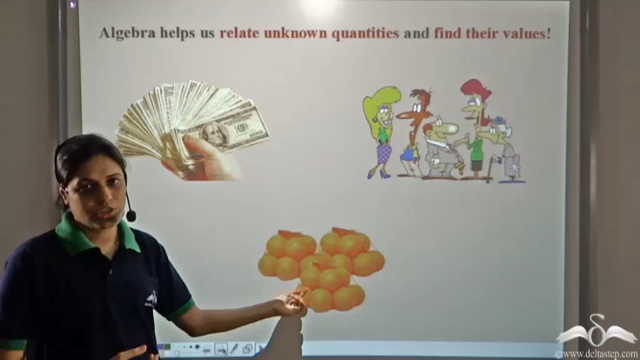 Algebra helps us relate unknown quantities and find their values!
©www.deltastep.com